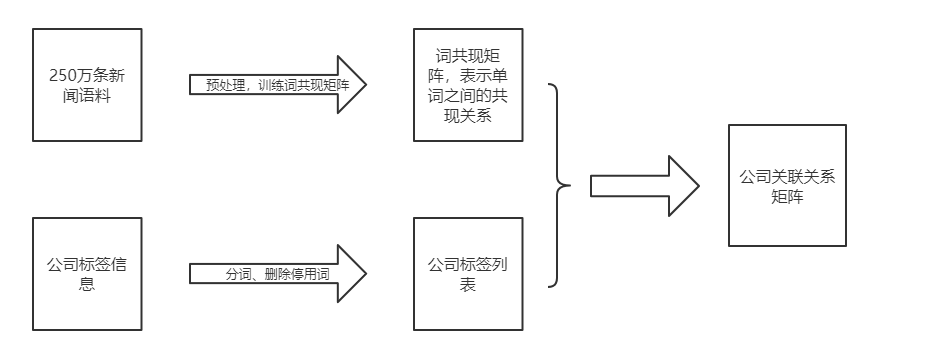 250万条新
闻语料
预处理，训练词共现矩阵
词共现矩
阵，表示单
词之间的共
现关系
公司标签信
息
分词、删除停用词
公司标签列
表
公司关联关系
矩阵